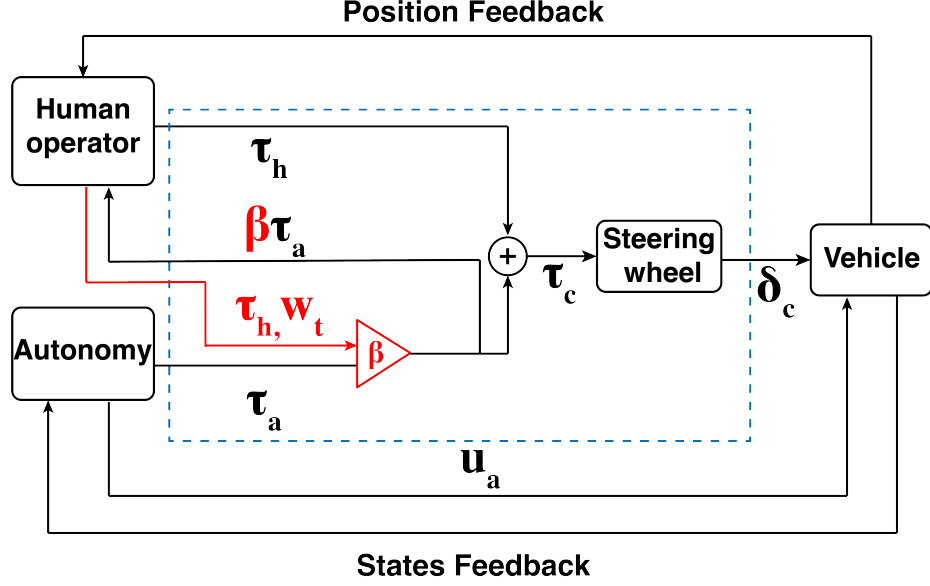 Position Feedback
Human
operator
τh
βτa
τh, wt
Autonomy
β
τa
+
τc
Steering
wheel
δc
Vehicle
ua
States Feedback